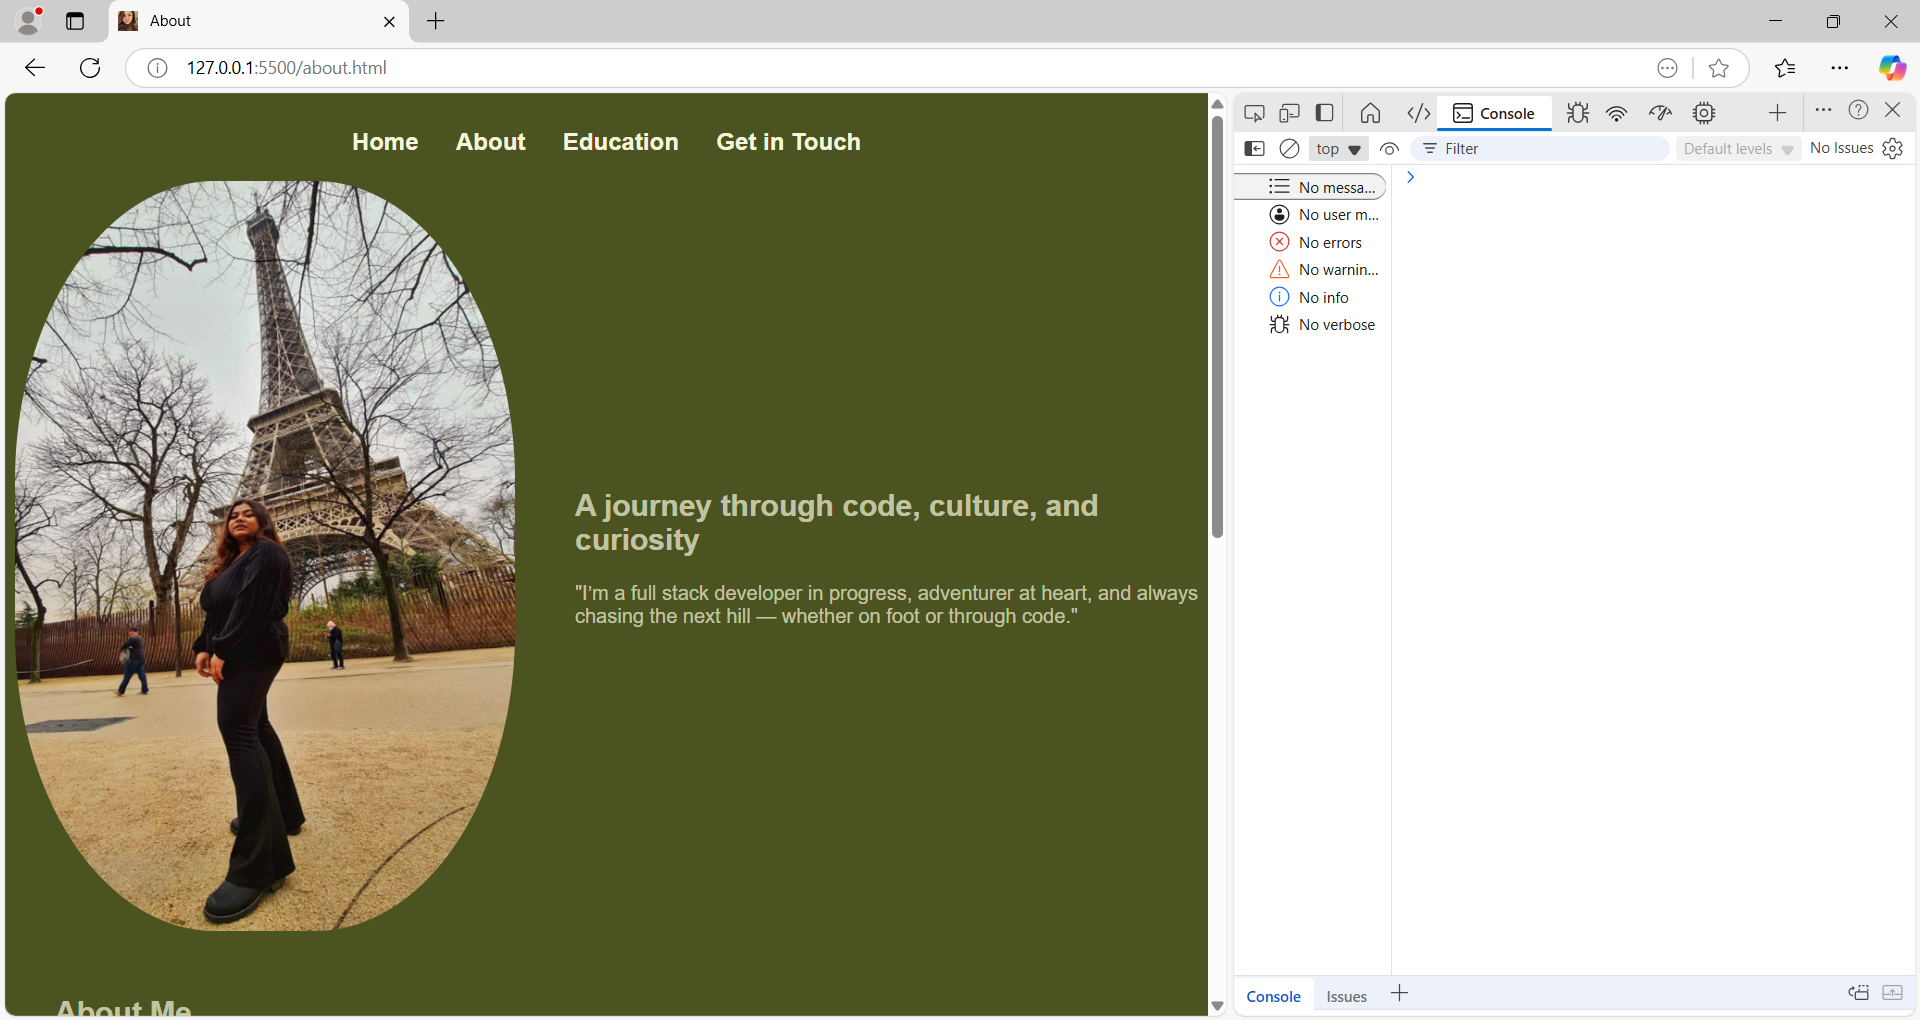 About
127.0.0.1:5500/about.html
Home About Education Get in Touch
A journey through code, culture, and
curiosity
"I'm a full stack developer in progress, adventurer at heart, and always
chasing the next hill — whether on foot or through code."
About Me
Console
top
Filter
Default levels
No Issues
No messa...
No user m...
No errors
No warnin...
No info
No verbose
Console
Issues